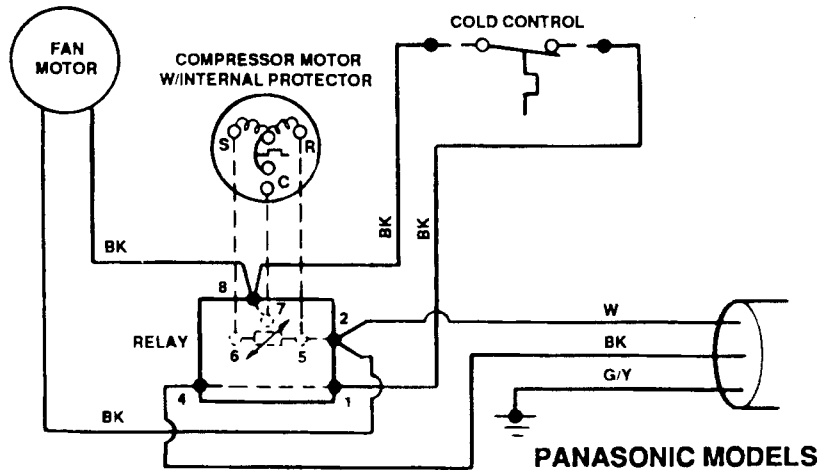 COLD CONTROL
FAN
MOTOR
COMPRESSOR MOTOR
W/INTERNAL PROTECTOR
S
R
C
BK
BK
BK
8
7
2
W
RELAY
6
5
BK
G/Y
4
1
BK
PANASONIC MODELS